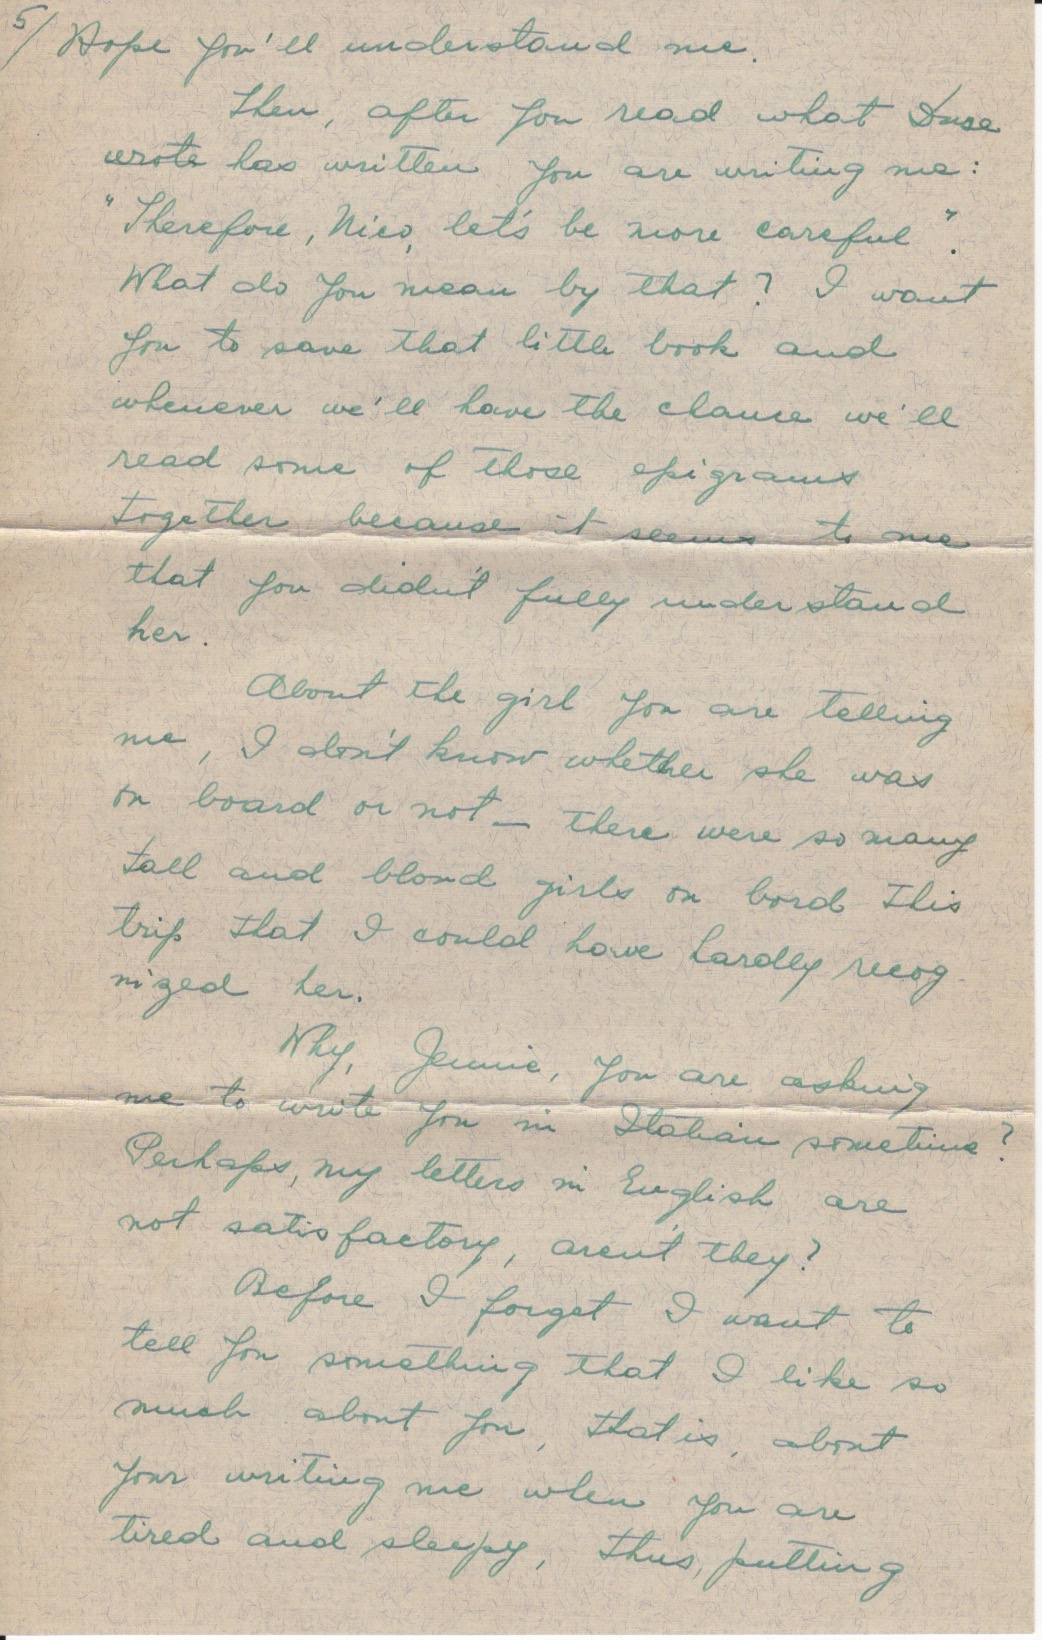 5/ Hope you'll understand me.
Then, after you read what Duse
wrote has written you are writing me:
"Therefore, Nico, let's be more careful".
What do you mean by that? I want
you to save that little book and
whenever we'll have the chance we'll
read some of those epigrams
together because it seems to me
that you didn't fully understand
her.
About the girl you are telling
me, I don't know whether she was
on board or not — there were so many
tall and blond girls on bord this
trip that I could have hardly recog
nized her.
Why, Jennie, you are asking
me to write you in Italian sometime?
Perhaps, my letters in English are
not satisfactory, aren't they?
Before I forget I want to
tell you something that I like so
much about you, that is, about
your writing me when you are
tired and sleepy, thus, putting